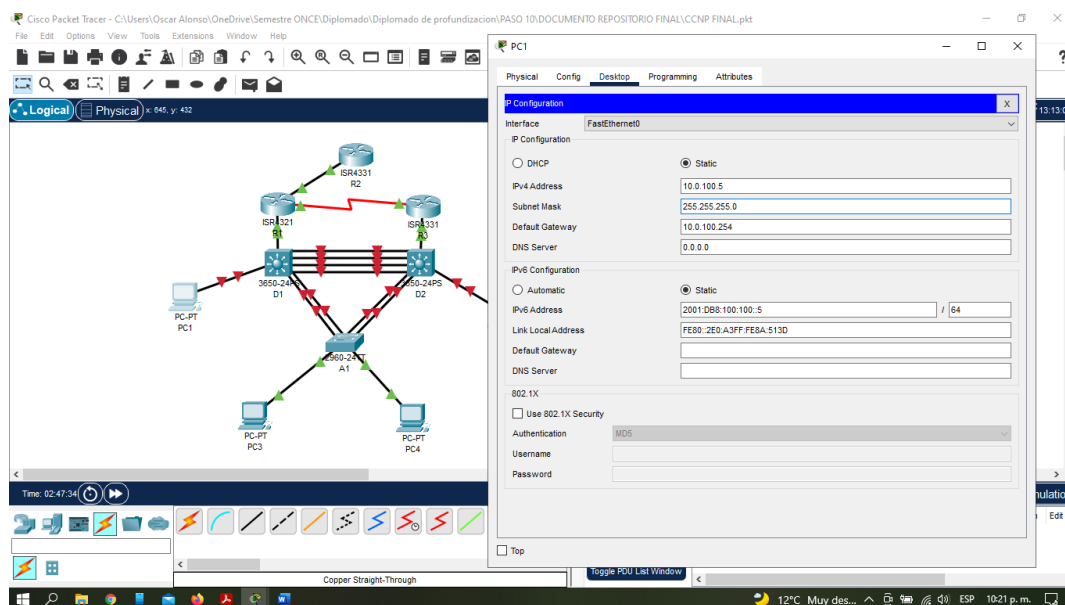 Cisco Packet Tracer - C:\Users\Oscar Alonso\OneDrive\Semestre ONCE\Diplomado\Diplomado de profundizacion\PASO 10\DOCUMENTO REPOSITORIO FINAL\CCNP FINAL.pkt
File Edit Options View Tools Extensions Window Help
PC1
?
Physical Config Desktop Programming Attributes
Logical Physical x: 645, y: 432
13:13:0
IP Configuration X
Interface FastEthernet0
IP Configuration
DHCP Static
IPv4 Address 10.0.100.5
Subnet Mask 255.255.255.0
Default Gateway 10.0.100.254
DNS Server 0.0.0.0
IPv6 Configuration
Automatic Static
IPv6 Address 2001:DB8:100:100::5 / 64
Link Local Address FE80::2E0:A3FF:FE8A:513D
Default Gateway
DNS Server
802.1X
Use 802.1X Security
Authentication MD5
Username
Password
Top
ISR4331
R2
ISR4321
R1
ISR4331
R3
3650-24PS
D1
3650-24PS
D2
PC-PT
PC1
2960-24TT
A1
PC-PT
PC3
PC-PT
PC4
Time: 02:47:34
Edit
Toggle PDU List Window
Copper Straight-Through
12°C Muy des... ESP 10:21 p. m.